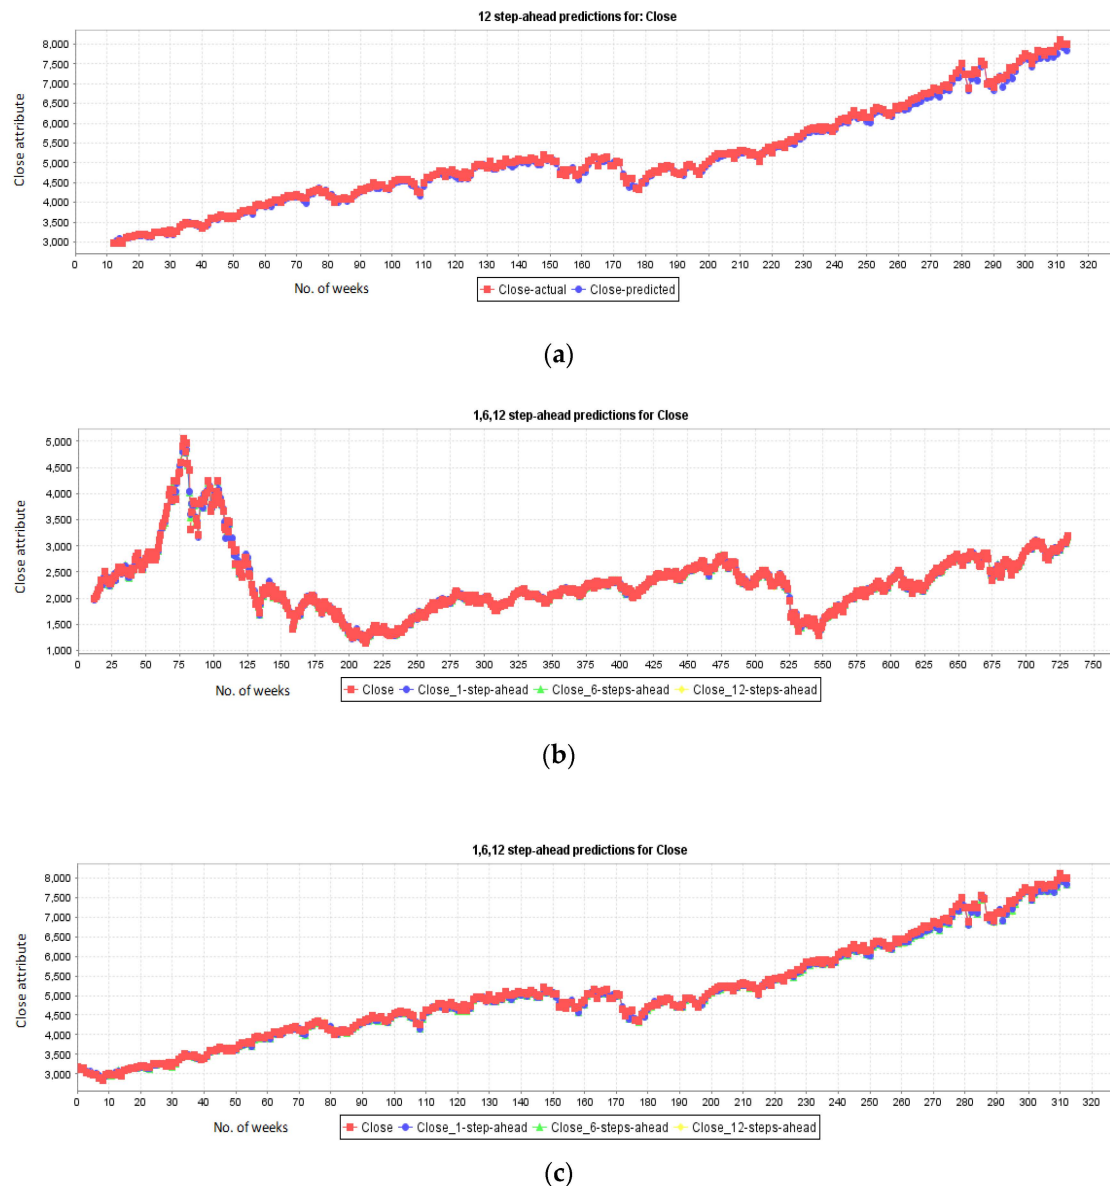 12 step-ahead predictions for: Close
8,000
7,500
7,000
6,500
6,000
5,500
5,000
4,500
4,000
3,500
3,000
Close attribute
0 10 20 30 40 50 60 70 80 90 100 110 120 130 140 150 160 170 180 190 200 210 220 230 240 250 260 270 280 290 300 310 320
No. of weeks
Close-actual Close-predicted
(a)
1,6,12 step-ahead predictions for Close
5,000
4,500
4,000
3,500
3,000
2,500
2,000
1,500
1,000
Close attribute
0 25 50 75 100 125 150 175 200 225 250 275 300 325 350 375 400 425 450 475 500 525 550 575 600 625 650 675 700 725 750
No. of weeks
Close Close_1-step-ahead Close_6-steps-ahead Close_12-steps-ahead
(b)
1,6,12 step-ahead predictions for Close
8,000
7,500
7,000
6,500
6,000
5,500
5,000
4,500
4,000
3,500
3,000
Close attribute
0 10 20 30 40 50 60 70 80 90 100 110 120 130 140 150 160 170 180 190 200 210 220 230 240 250 260 270 280 290 300 310 320
No. of weeks
Close Close_1-step-ahead Close_6-steps-ahead Close_12-steps-ahead
(c)